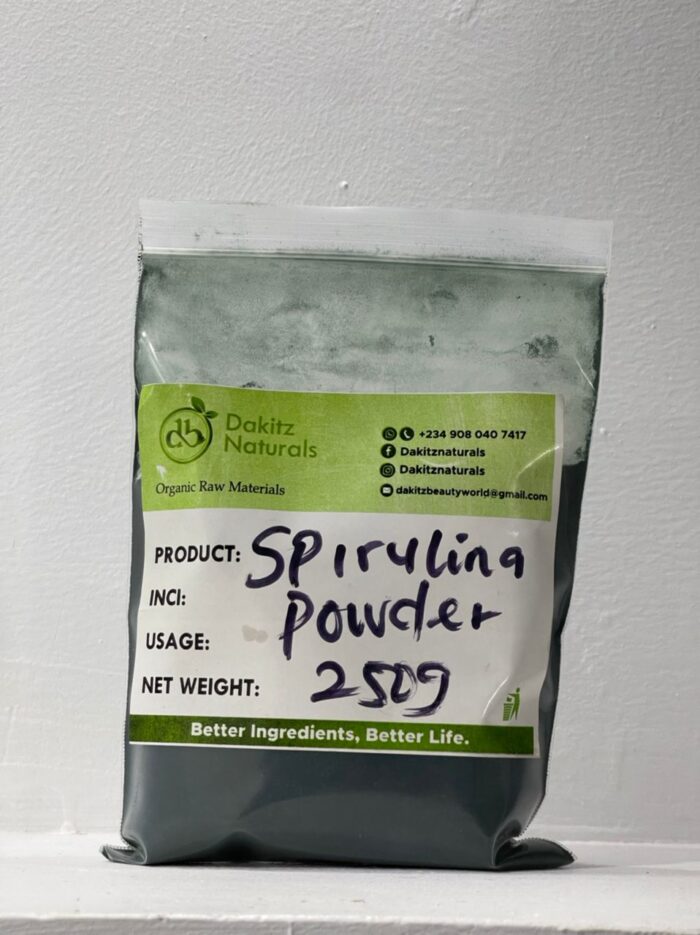 db
Dakitz
Naturals
Organic Raw Materials
+234 908 040 7417
Dakitznaturals
Dakitznaturals
dakitzbeautyworld@gmail.com
PRODUCT: Spirulina
INCI: Powder
USAGE:
NET WEIGHT: 250g
Better Ingredients, Better Life.